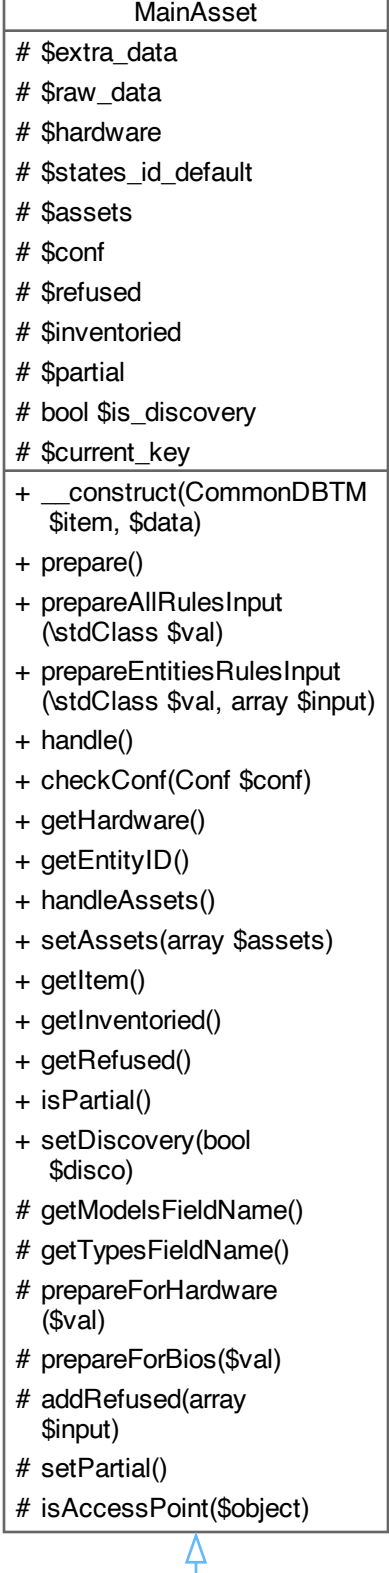 MainAsset
# $extra_data
# $raw_data
# $hardware
# $states_id_default
# $assets
# $conf
# $refused
# $inventoried
# $partial
# bool $is_discovery
# $current_key
+ __construct(CommonDBTM
$item, $data)
+ prepare()
+ prepareAllRulesInput
(\stdClass $val)
+ prepareEntitiesRulesInput
(\stdClass $val, array $input)
+ handle()
+ checkConf(Conf $conf)
+ getHardware()
+ getEntityID()
+ handleAssets()
+ setAssets(array $assets)
+ getItem()
+ getInventoried()
+ getRefused()
+ isPartial()
+ setDiscovery(bool
$disco)
# getModelsFieldName()
# getTypesFieldName()
# prepareForHardware
($val)
# prepareForBios($val)
# addRefused(array
$input)
# setPartial()
# isAccessPoint($object)